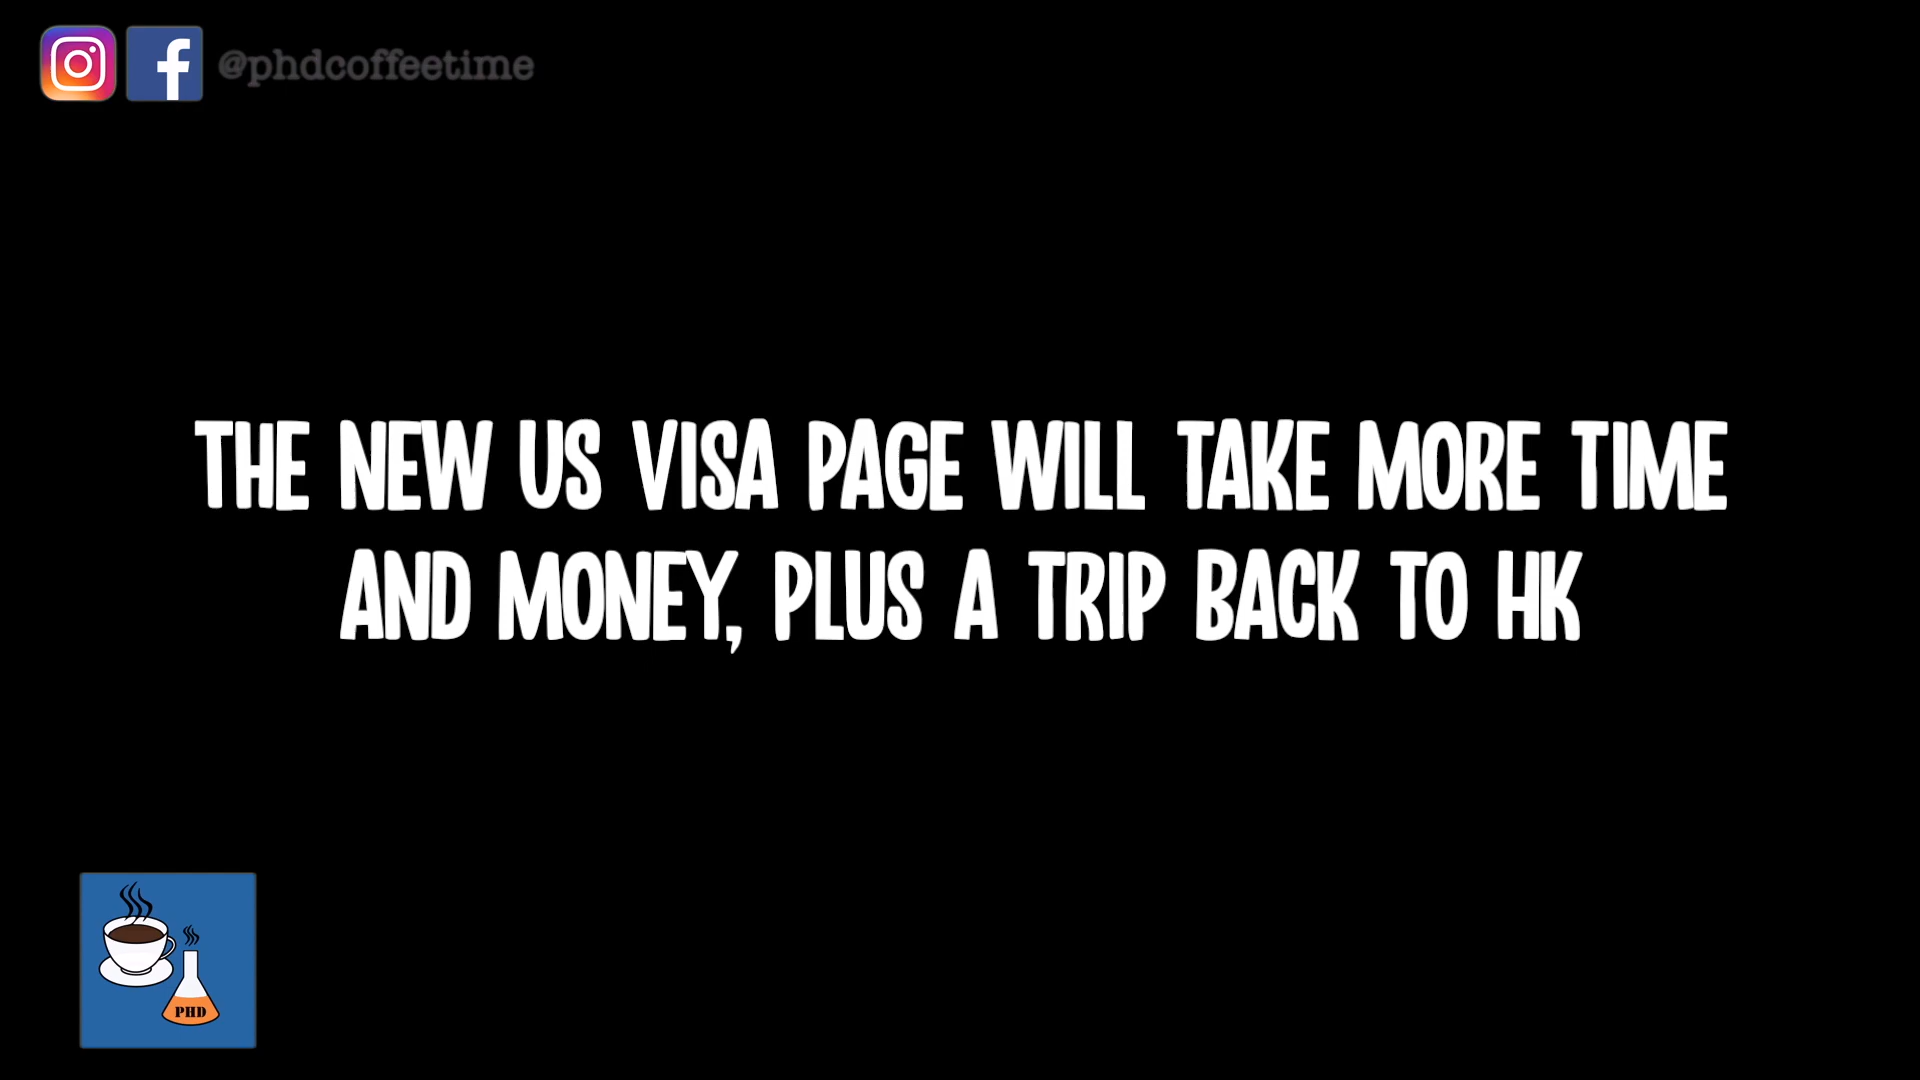 @phdcoffeetime
THE NEW US VISA PAGE WILL TAKE MORE TIME
AND MONEY, PLUS A TRIP BACK TO HK
PHD